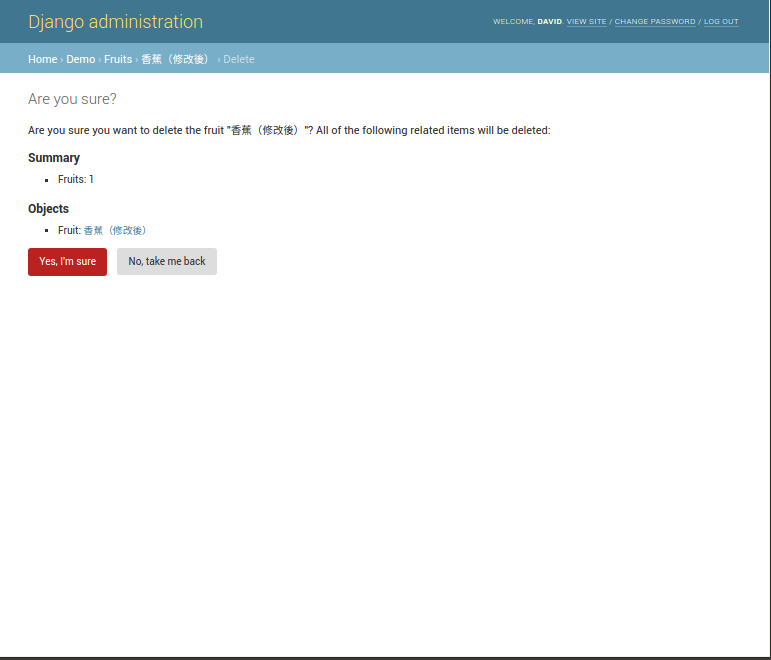 Django administration
WELCOME, DAVID. VIEW SITE / CHANGE PASSWORD / LOG OUT
Home › Demo › Fruits › 香蕉（修改後） › Delete
Are you sure?
Are you sure you want to delete the fruit "香蕉（修改後）"? All of the following related items will be deleted:
Summary
Fruits: 1
Objects
Fruit: 香蕉（修改後）
Yes, I'm sure No, take me back